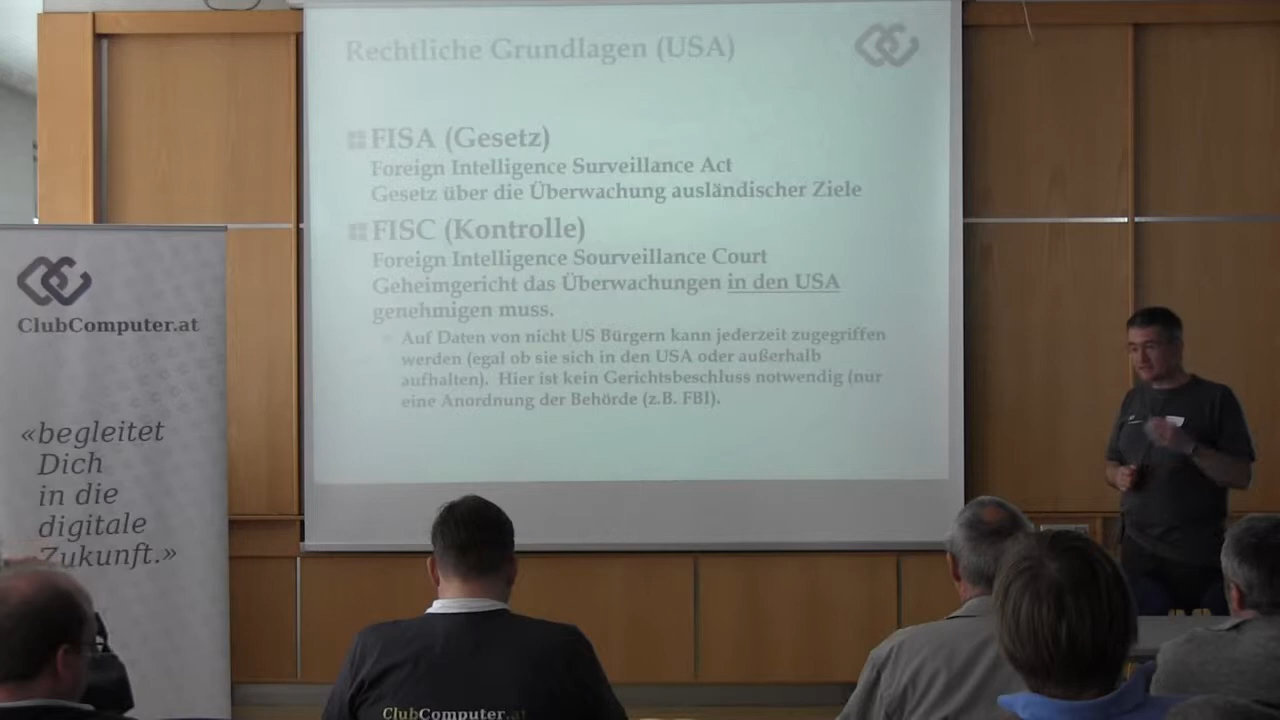 Rechtliche Grundlagen (USA)
FISA (Gesetz)
Foreign Intelligence Surveillance Act
Gesetz über die Überwachung ausländischer Ziele
FISC (Kontrolle)
Foreign Intelligence Sourveillance Court
Geheimgericht das Überwachungen in den USA
genehmigen muss.
Auf Daten von nicht US Bürgern kann jederzeit zugegriffen
werden (egal ob sie sich in den USA oder außerhalb
aufhalten). Hier ist kein Gerichtsbeschluss notwendig (nur
eine Anordnung der Behörde (z.B. FBI).
ClubComputer.at
«begleitet
Dich
in die
digitale
Zukunft.»
ClubComputer.at